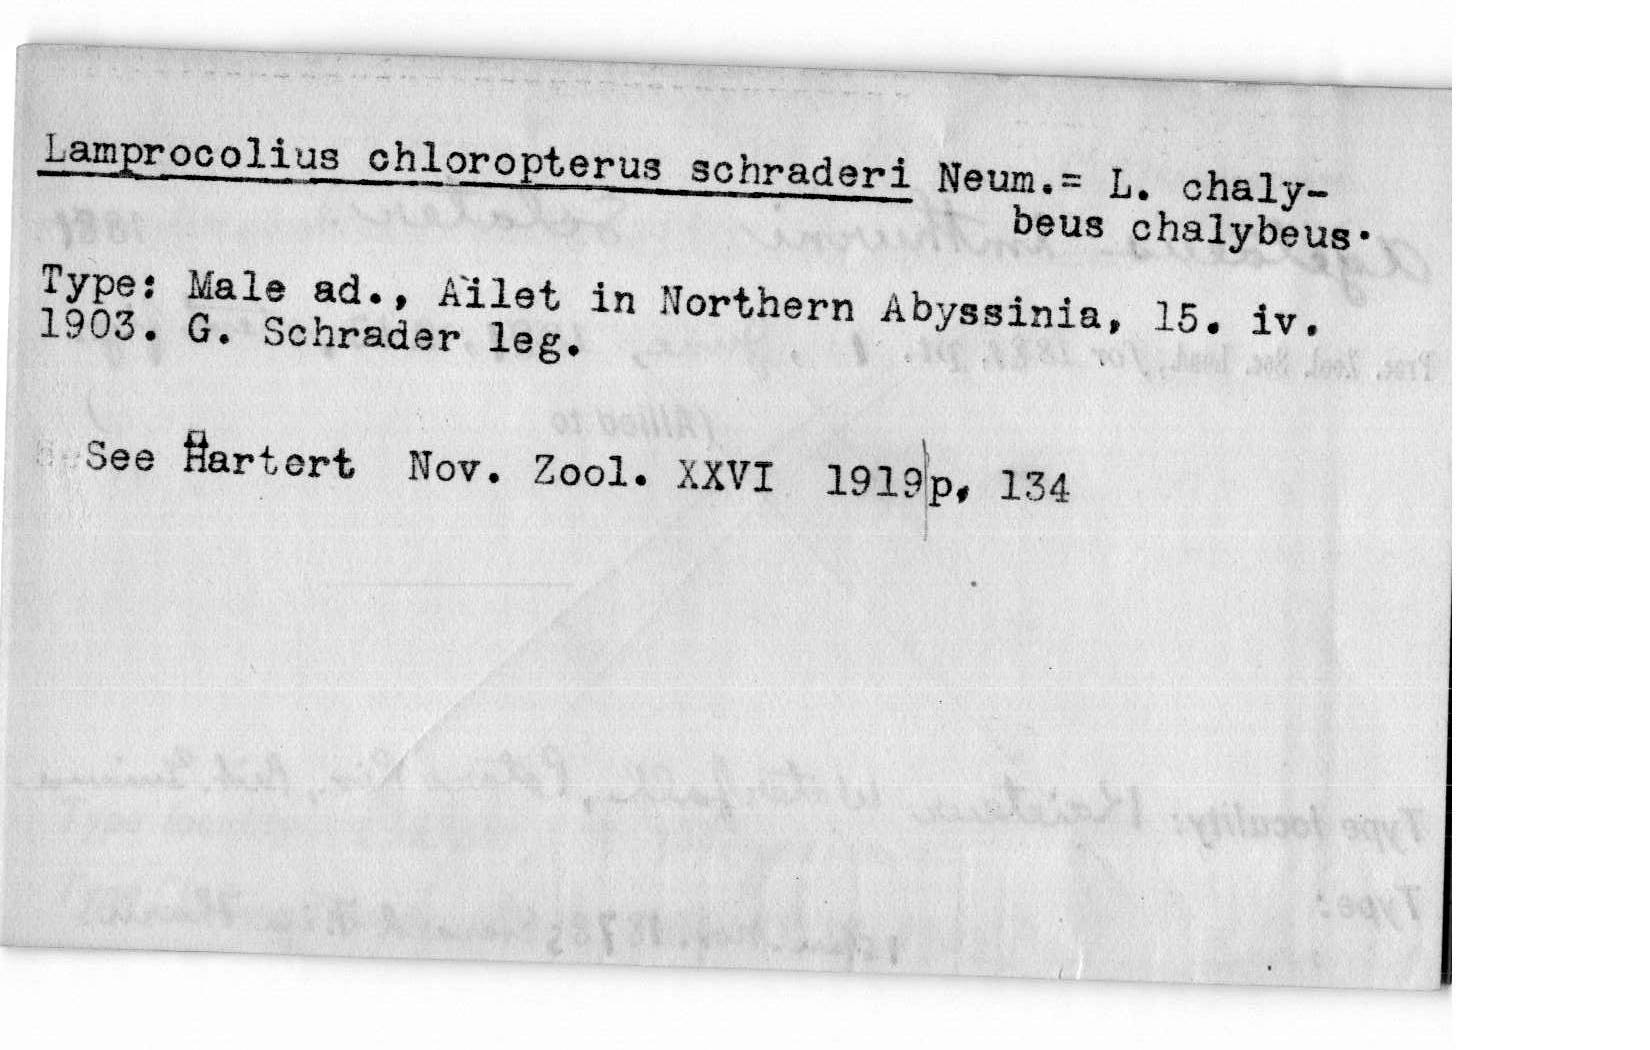 Lamprocolius chloropterus schraderi Neum.= L. chaly-
beus chalybeus.
Type: Male ad., Ailet in Northern Abyssinia, 15. iv.
1903. G. Schrader leg.
See Hartert Nov. Zool. XXVI 1919 p. 134